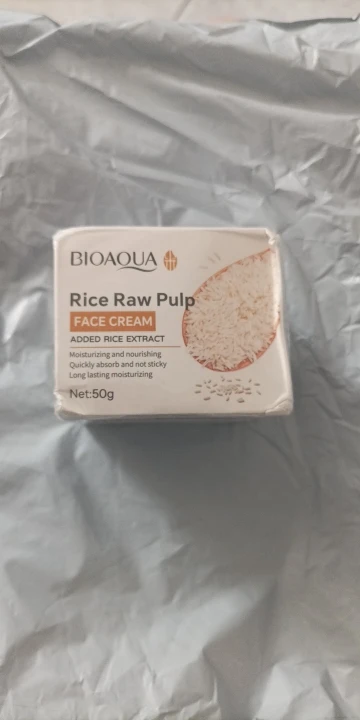 BIOAQUA
Rice Raw Pulp
FACE CREAM
ADDED RICE EXTRACT
Moisturizing and nourishing
Quickly absorb and not sticky
Long lasting moisturizing
Net:50g